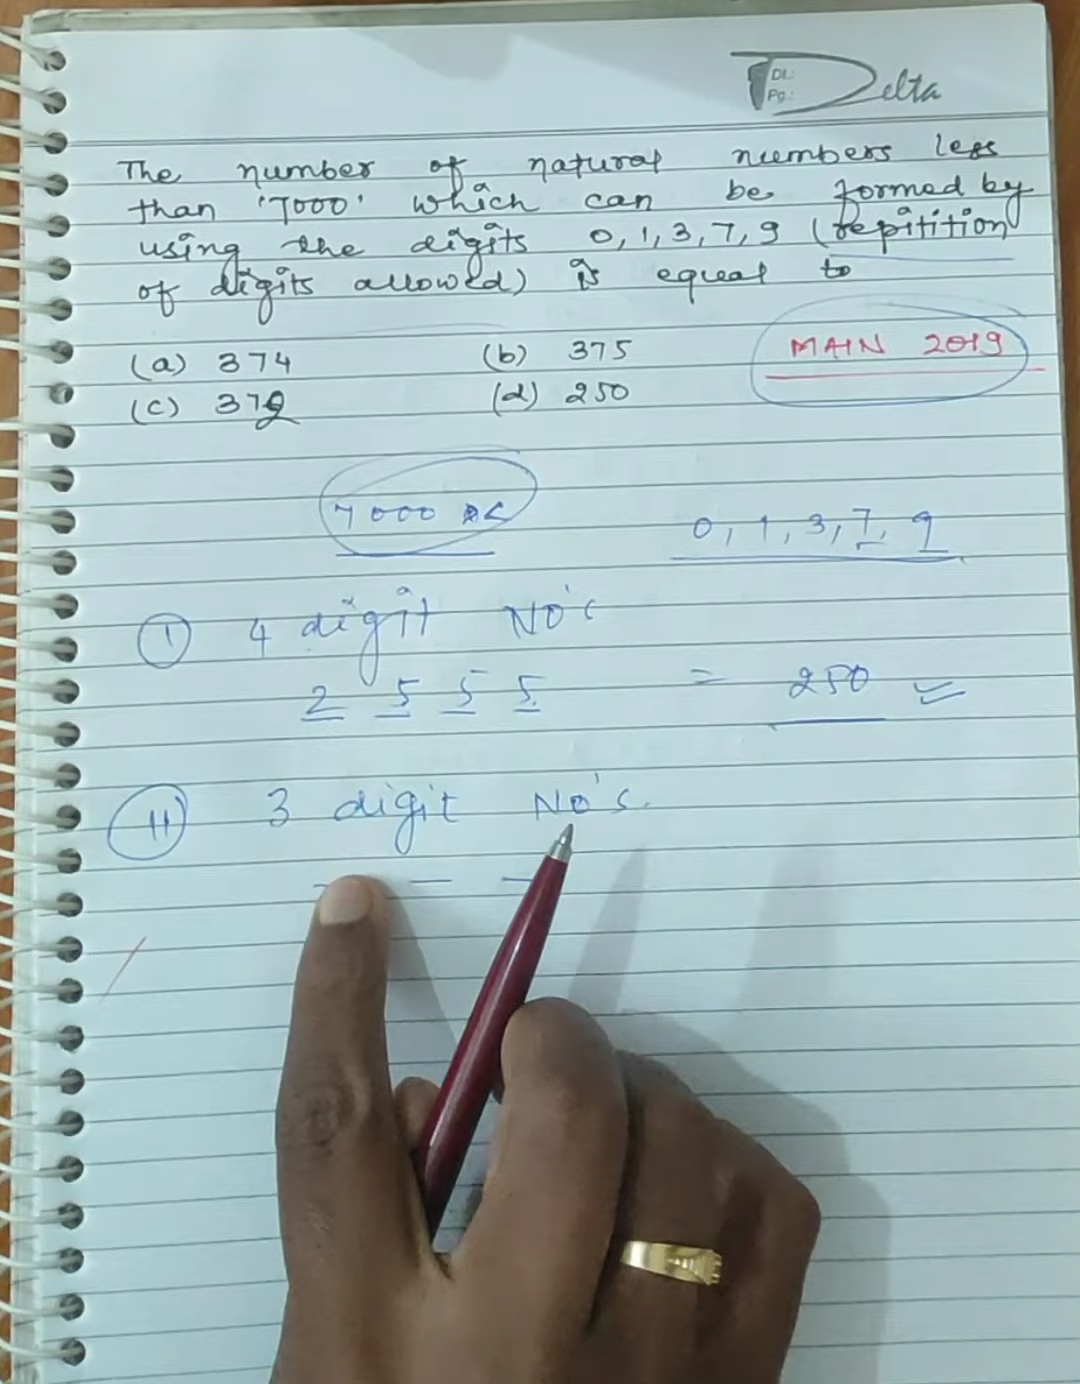 Dt.:
Pg.:
Delta
The number of natural numbers less
than '7000' which can be formed by
using the digits 0, 1, 3, 7, 9 (repitition
of digits allowed) is equal to
(a) 374 (b) 375
MAIN 2019
(c) 372 (d) 250
7000 <
0, 1, 3, 7, 9
I 4 digit NO's
2 5 5 5 = 250
II 3 digit NO's.